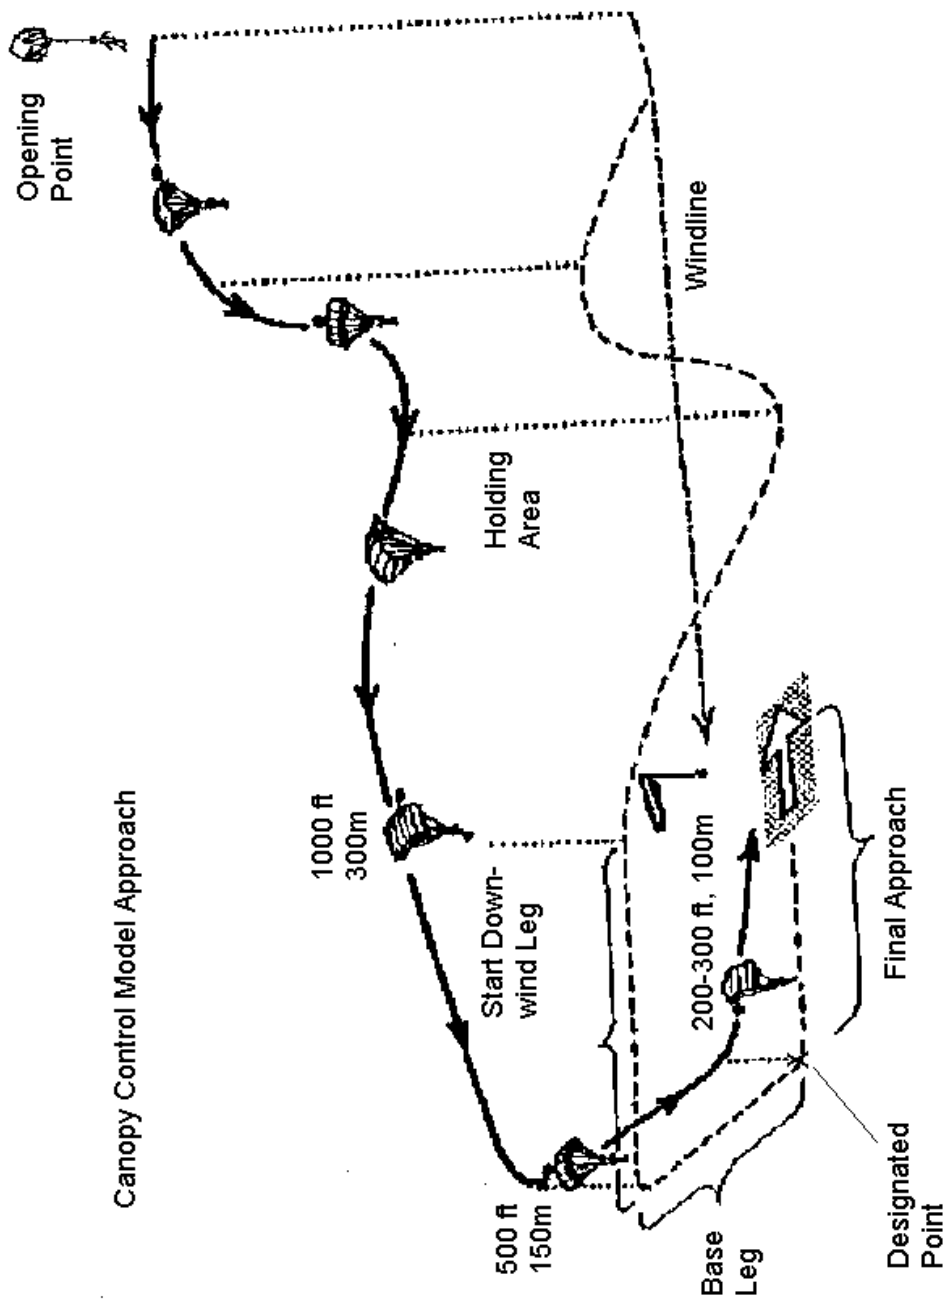 Canopy Control Model Approach
Opening
Point
Windline
Holding
Area
1000 ft
300m
Start Down-
wind Leg
500 ft
150m
Base
Leg
200-300 ft, 100m
Designated
Point
Final Approach